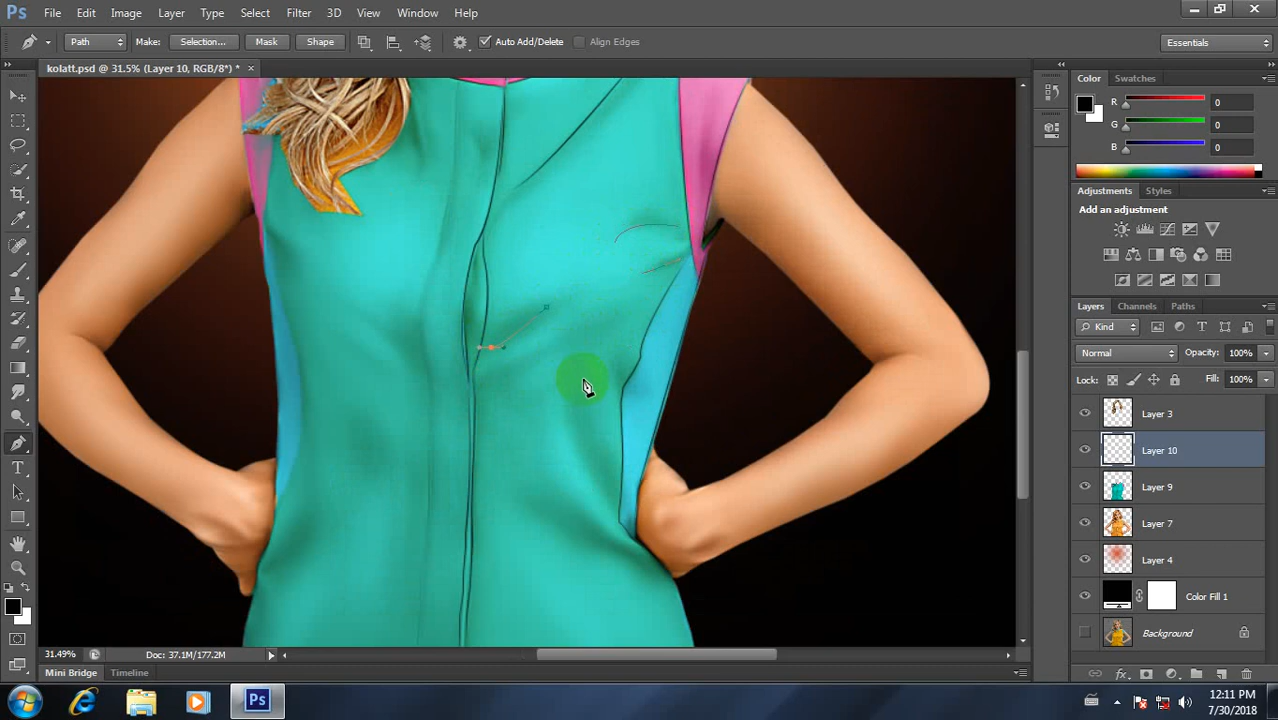 Ps File Edit Image Layer Type Select Filter 3D View Window Help
Path Make: Selection... Mask Shape Auto Add/Delete Align Edges Essentials
kolatt.psd @ 31.5% (Layer 10, RGB/8*) * ×
Color Swatches
R 0
G 0
B 0
Adjustments Styles
Add an adjustment
Layers Channels Paths
Kind
Normal Opacity: 100%
Lock: Fill: 100%
Layer 3
Layer 10
Layer 9
Layer 7
Layer 4
Color Fill 1
Background
31.49% Doc: 37.1M/177.2M
Mini Bridge Timeline
Ps
12:11 PM
7/30/2018